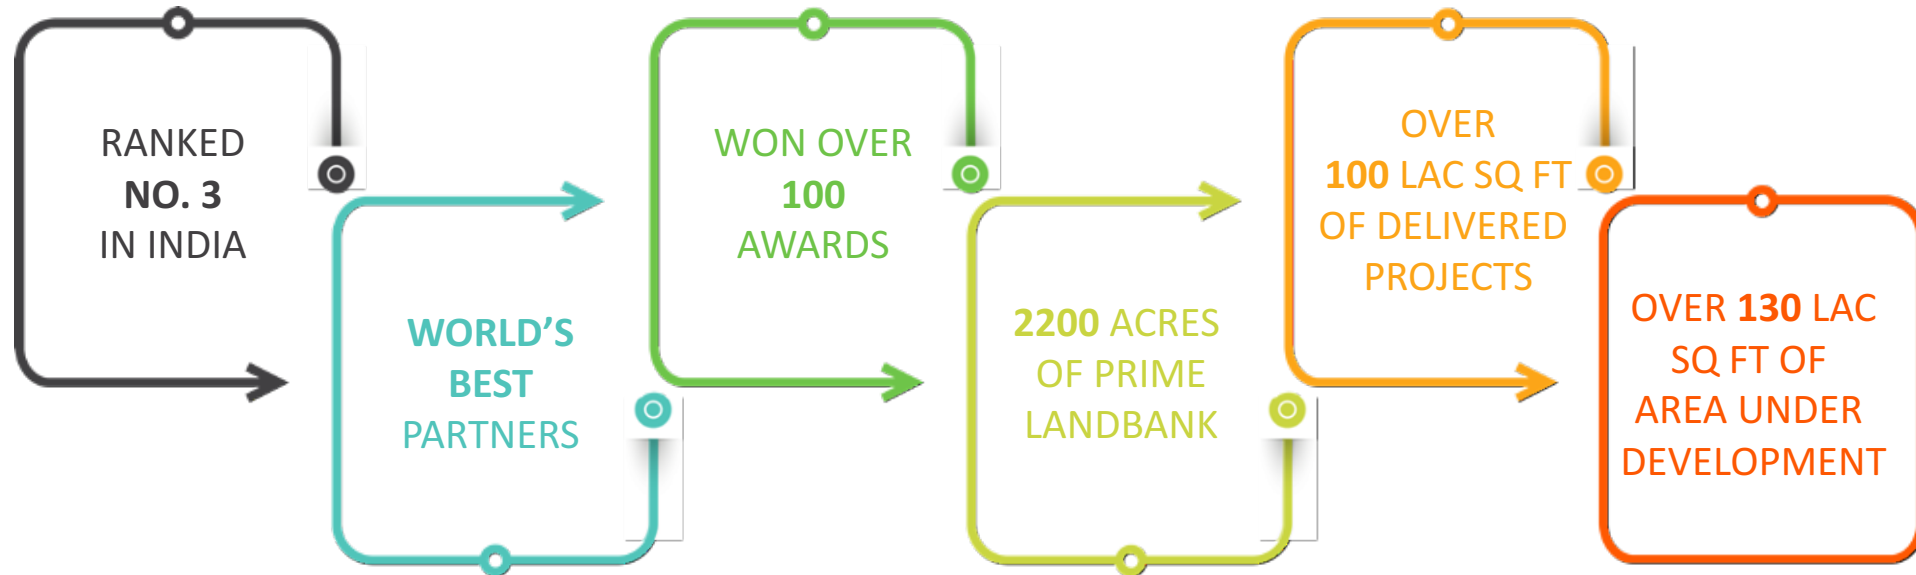 RANKED
NO. 3
IN INDIA
WORLD’S
BEST
PARTNERS
WON OVER
100
AWARDS
2200 ACRES
OF PRIME
LANDBANK
OVER
100 LAC SQ FT
OF DELIVERED
PROJECTS
OVER 130 LAC
SQ FT OF
AREA UNDER
DEVELOPMENT